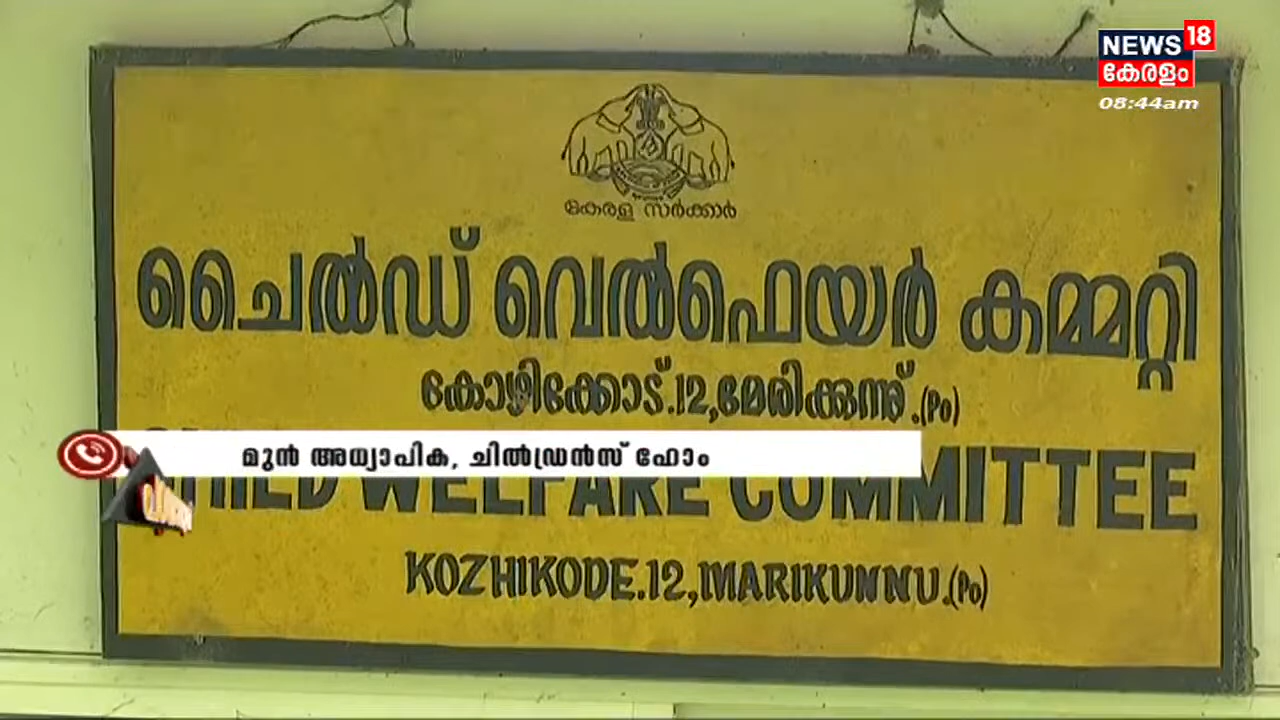 NEWS 18
കേരളം
08:44am
കേരള സർക്കാർ
ചൈൽഡ് വെൽഫെയർ കമ്മറ്റി
കോഴിക്കോട്.12,മേരിക്കുന്ന്.(Po)
മുൻ അധ്യാപിക, ചിൽഡ്രൻസ് ഹോം
WELFARE COMMITTEE
KOZHIKODE.12,MARIKUNNU.(Po)